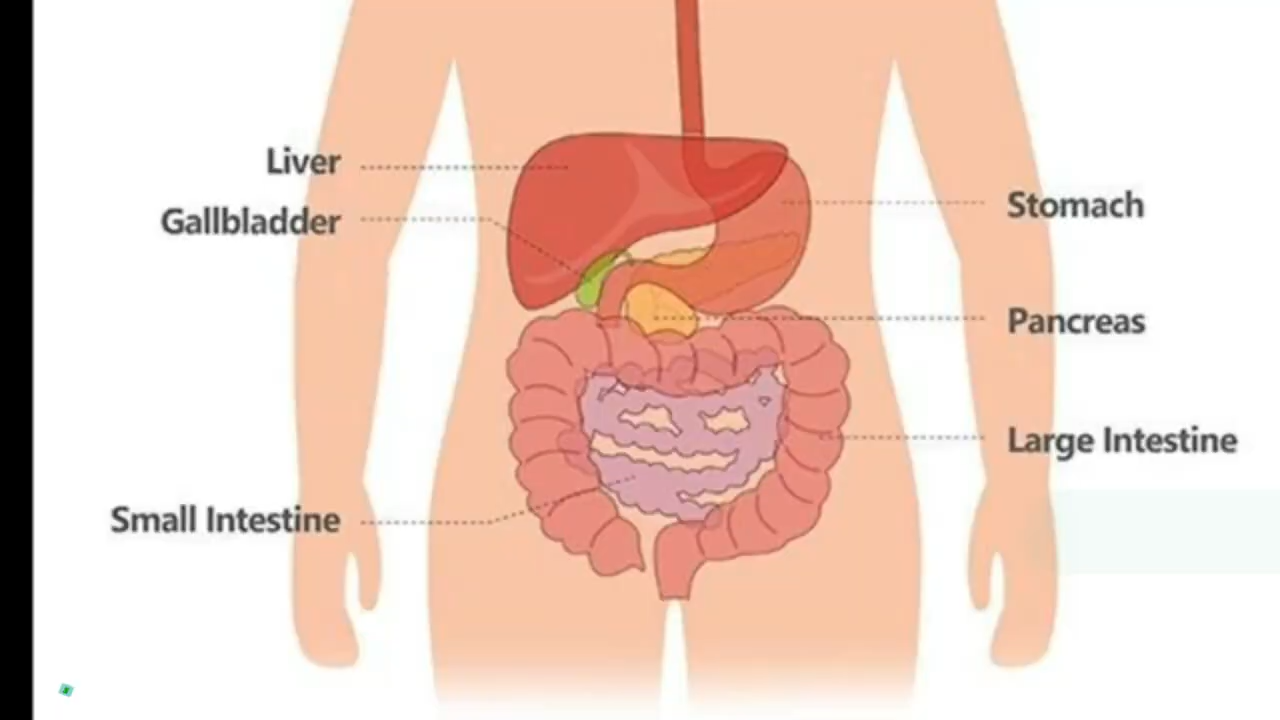 Liver
Gallbladder
Stomach
Pancreas
Large Intestine
Small Intestine